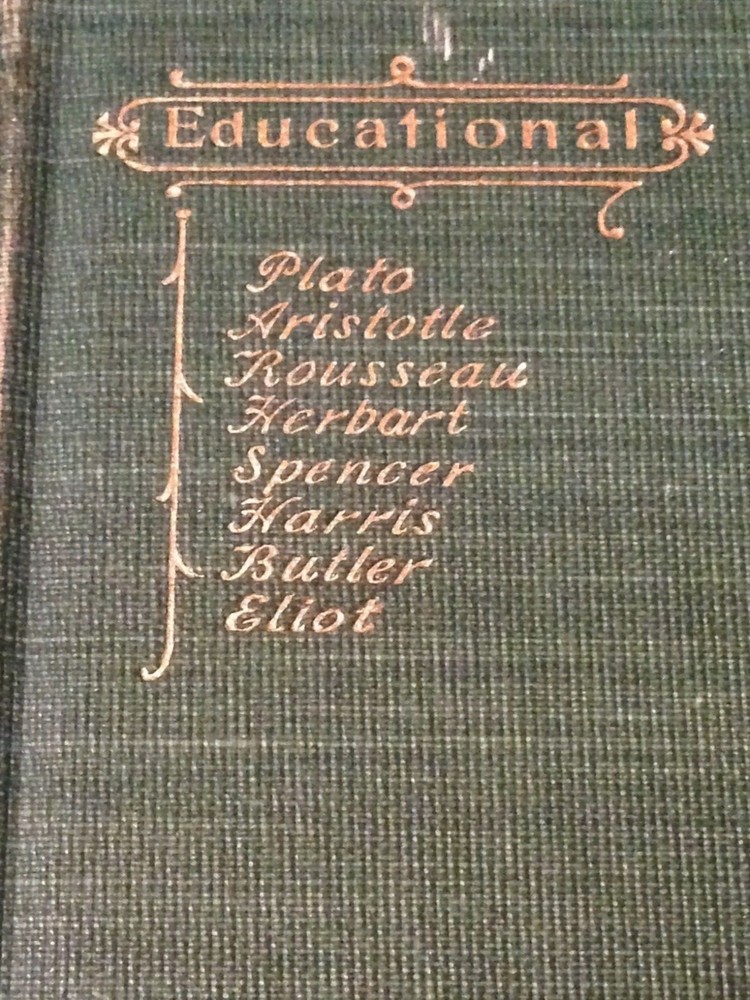 Educational
Plato
Aristotle
Rousseau
Herbart
Spencer
Harris
Butler
Eliot